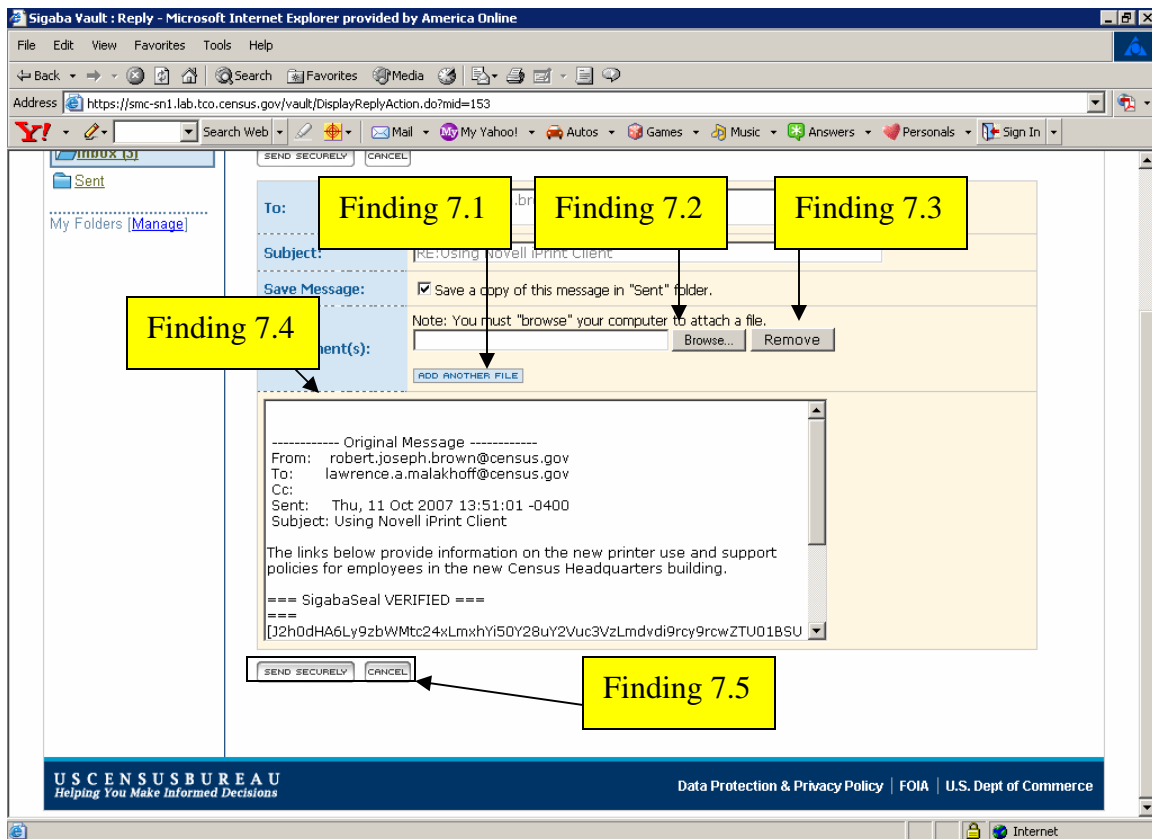 Sigaba Vault : Reply - Microsoft Internet Explorer provided by America Online
File Edit View Favorites Tools Help
Back Search Favorites Media
Address https://smc-sn1.lab.tco.census.gov/vault/DisplayReplyAction.do?mid=153
Y! Search Web Mail My Yahoo! Autos Games Music Answers Personals Sign In
Inbox (3)
SEND SECURELY CANCEL
Sent
My Folders [Manage]
To:
Finding 7.1
Finding 7.2
Finding 7.3
Subject: RE:Using Novell iPrint Client
Save Message: Save a copy of this message in "Sent" folder.
Finding 7.4
Note: You must "browse" your computer to attach a file.
ment(s): Browse... Remove
ADD ANOTHER FILE
------------ Original Message ------------
From: robert.joseph.brown@census.gov
To: lawrence.a.malakhoff@census.gov
Cc:
Sent: Thu, 11 Oct 2007 13:51:01 -0400
Subject: Using Novell iPrint Client
The links below provide information on the new printer use and support
policies for employees in the new Census Headquarters building.
=== SigabaSeal VERIFIED ===
===
SEND SECURELY CANCEL
Finding 7.5
USCENSUSBUREAU
Helping You Make Informed Decisions
Data Protection & Privacy Policy | FOIA | U.S. Dept of Commerce
Internet